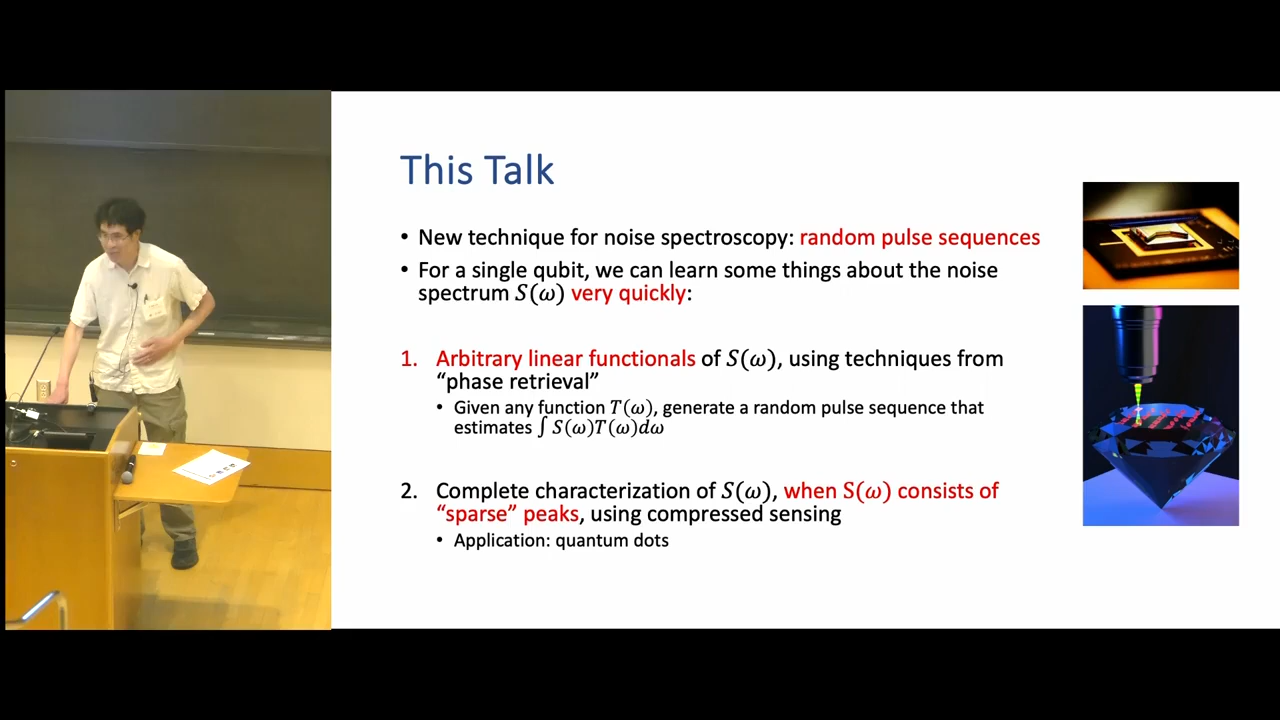 This Talk
• New technique for noise spectroscopy: random pulse sequences
• For a single qubit, we can learn some things about the noise
spectrum S(ω) very quickly:
1. Arbitrary linear functionals of S(ω), using techniques from
“phase retrieval”
• Given any function T(ω), generate a random pulse sequence that
estimates ∫ S(ω)T(ω)dω
2. Complete characterization of S(ω), when S(ω) consists of
“sparse” peaks, using compressed sensing
• Application: quantum dots